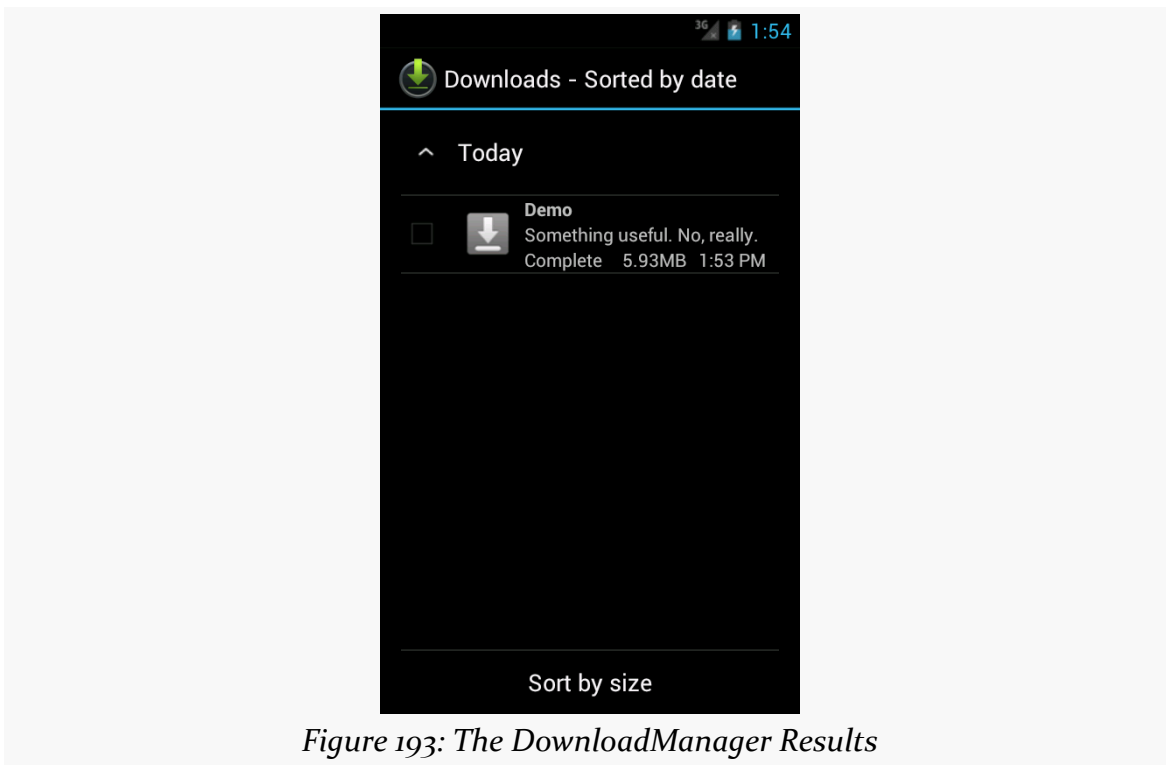 3G 1:54
Downloads - Sorted by date
Today
Demo
Something useful. No, really.
Complete 5.93MB 1:53 PM
Sort by size
Figure 193: The DownloadManager Results